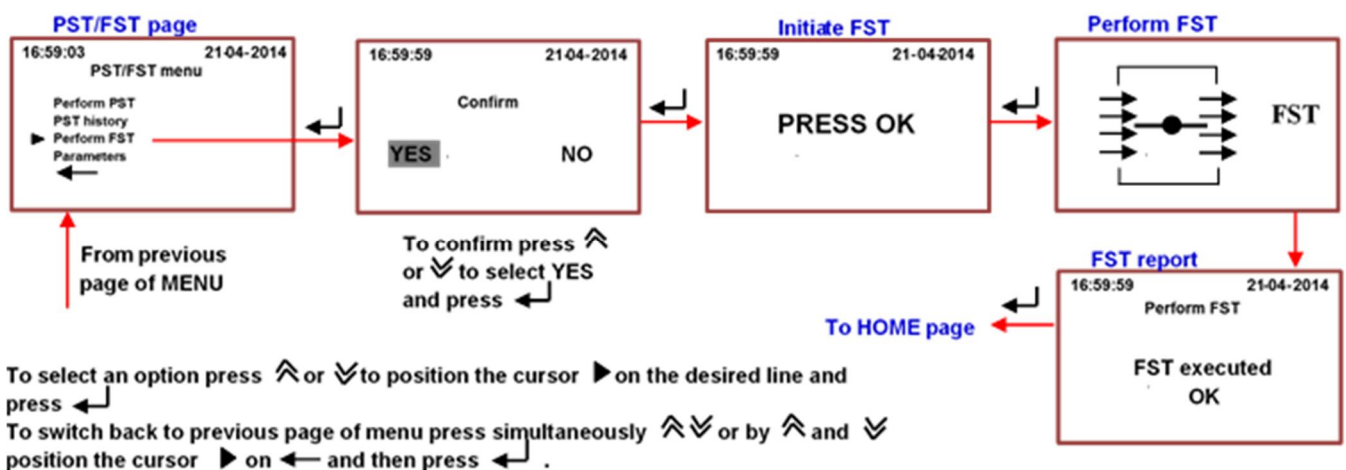 PST/FST page
16:59:03 21-04-2014
PST/FST menu
Perform PST
PST history
Perform FST
Parameters
From previous
page of MENU
16:59:59 21-04-2014
Confirm
YES NO
To confirm press
or to select YES
and press
Initiate FST
16:59:59 21-04-2014
PRESS OK
Perform FST
FST
FST report
16:59:59 21-04-2014
Perform FST
FST executed
OK
To HOME page
To select an option press or to position the cursor on the desired line and
press
To switch back to previous page of menu press simultaneously or by and
position the cursor on and then press .